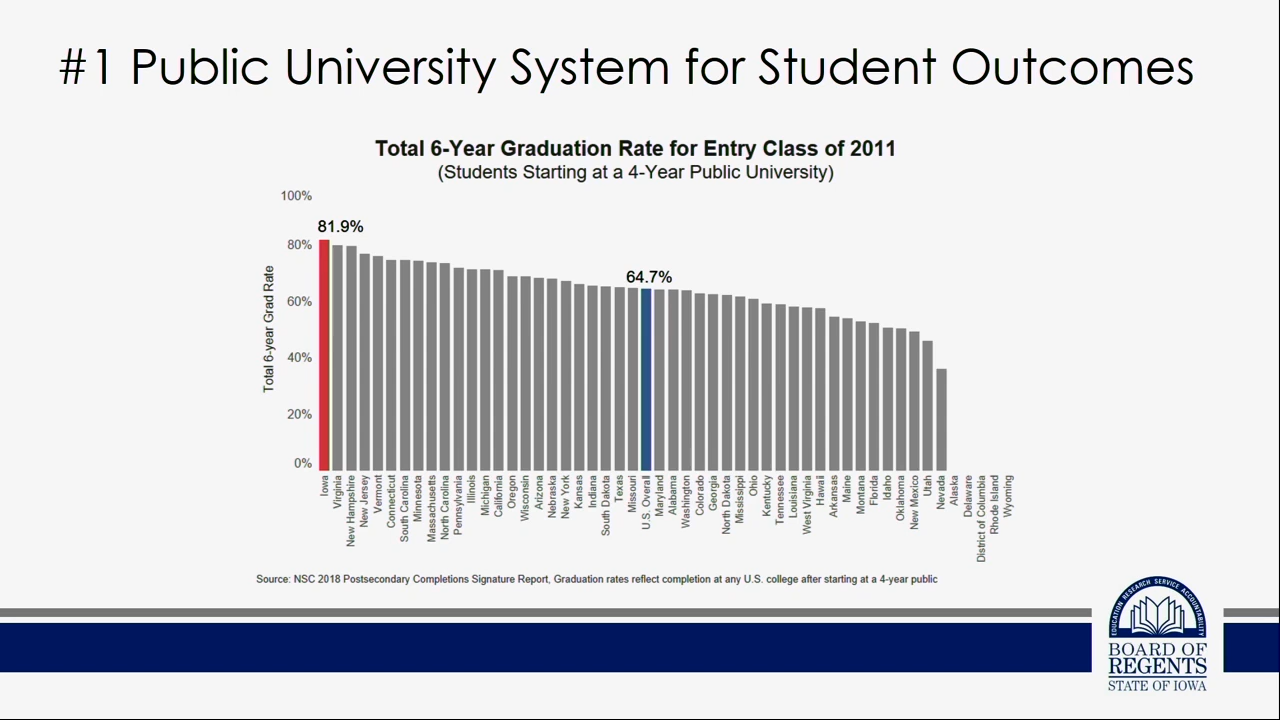 #1 Public University System for Student Outcomes
Total 6-Year Graduation Rate for Entry Class of 2011
(Students Starting at a 4-Year Public University)
100%
81.9%
80%
64.7%
60%
40%
20%
0%
Total 6-year Grad Rate
Iowa
Virginia
New Hampshire
New Jersey
Vermont
Connecticut
South Carolina
Minnesota
Massachusetts
North Carolina
Pennsylvania
Illinois
Michigan
California
Oregon
Wisconsin
Arizona
Nebraska
New York
Kansas
Indiana
South Dakota
Texas
Missouri
U.S. Overall
Maryland
Alabama
Washington
Colorado
Georgia
North Dakota
Mississippi
Ohio
Kentucky
Tennessee
Louisiana
West Virginia
Hawaii
Arkansas
Maine
Montana
Florida
Idaho
Oklahoma
New Mexico
Utah
Nevada
Alaska
Delaware
District of Columbia
Rhode Island
Wyoming
Source: NSC 2018 Postsecondary Completions Signature Report, Graduation rates reflect completion at any U.S. college after starting at a 4-year public
EDUCATION RESEARCH SERVICE ACCOUNTABILITY
BOARD OF
REGENTS
STATE OF IOWA